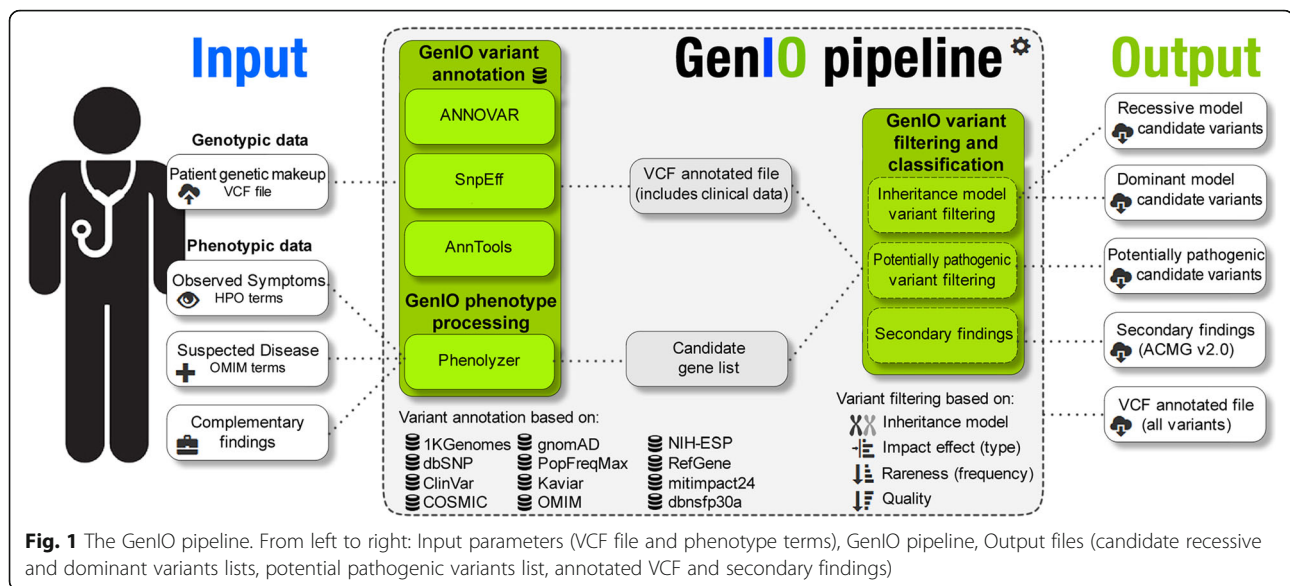 Input
Genotypic data
Patient genetic makeup
VCF file
Phenotypic data
Observed Symptoms
HPO terms
Suspected Disease
OMIM terms
Complementary
findings
GenIO pipeline
GenIO variant
annotation
ANNOVAR
SnpEff
AnnTools
GenIO phenotype
processing
Phenolyzer
Variant annotation based on:
1KGenomes
dbSNP
ClinVar
COSMIC
gnomAD
PopFreqMax
Kaviar
OMIM
NIH-ESP
RefGene
mitimpact24
dbnsfp30a
VCF annotated file
(includes clinical data)
Candidate
gene list
GenIO variant
filtering and
classification
Inheritance model
variant filtering
Potentially pathogenic
variant filtering
Secondary findings
Variant filtering based on:
Inheritance model
Impact effect (type)
Rareness (frequency)
Quality
Output
Recessive model
candidate variants
Dominant model
candidate variants
Potentially pathogenic
candidate variants
Secondary findings
(ACMG v2.0)
VCF annotated file
(all variants)
Fig. 1 The GenIO pipeline. From left to right: Input parameters (VCF file and phenotype terms), GenIO pipeline, Output files (candidate recessive
and dominant variants lists, potential pathogenic variants list, annotated VCF and secondary findings)